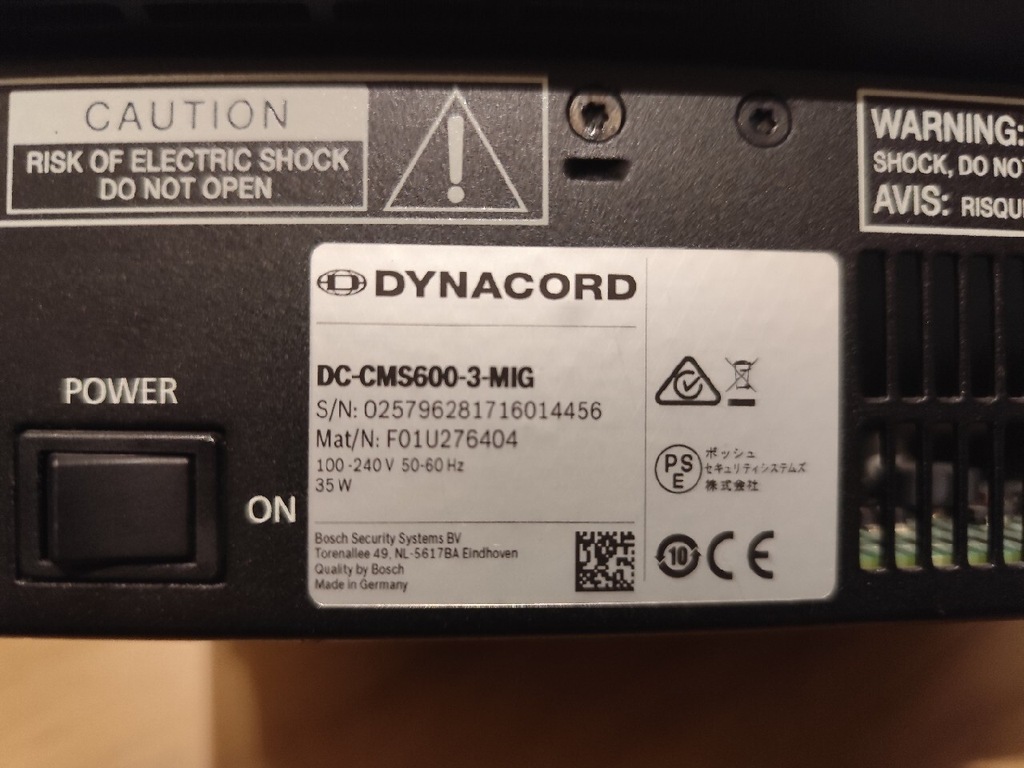 CAUTION
RISK OF ELECTRIC SHOCK
DO NOT OPEN
WARNING:
SHOCK, DO NO
AVIS: RISQU
DYNACORD
DC-CMS600-3-MIG
S/N: 025796281716014456
Mat/N: F01U276404
100-240 V 50-60 Hz
35 W
POWER
ON
PS
E
ボッシュ
セキュリティシステムズ
株式会社
Bosch Security Systems BV
Torenallee 49, NL-5617BA Eindhoven
Quality by Bosch
Made in Germany
10
CE